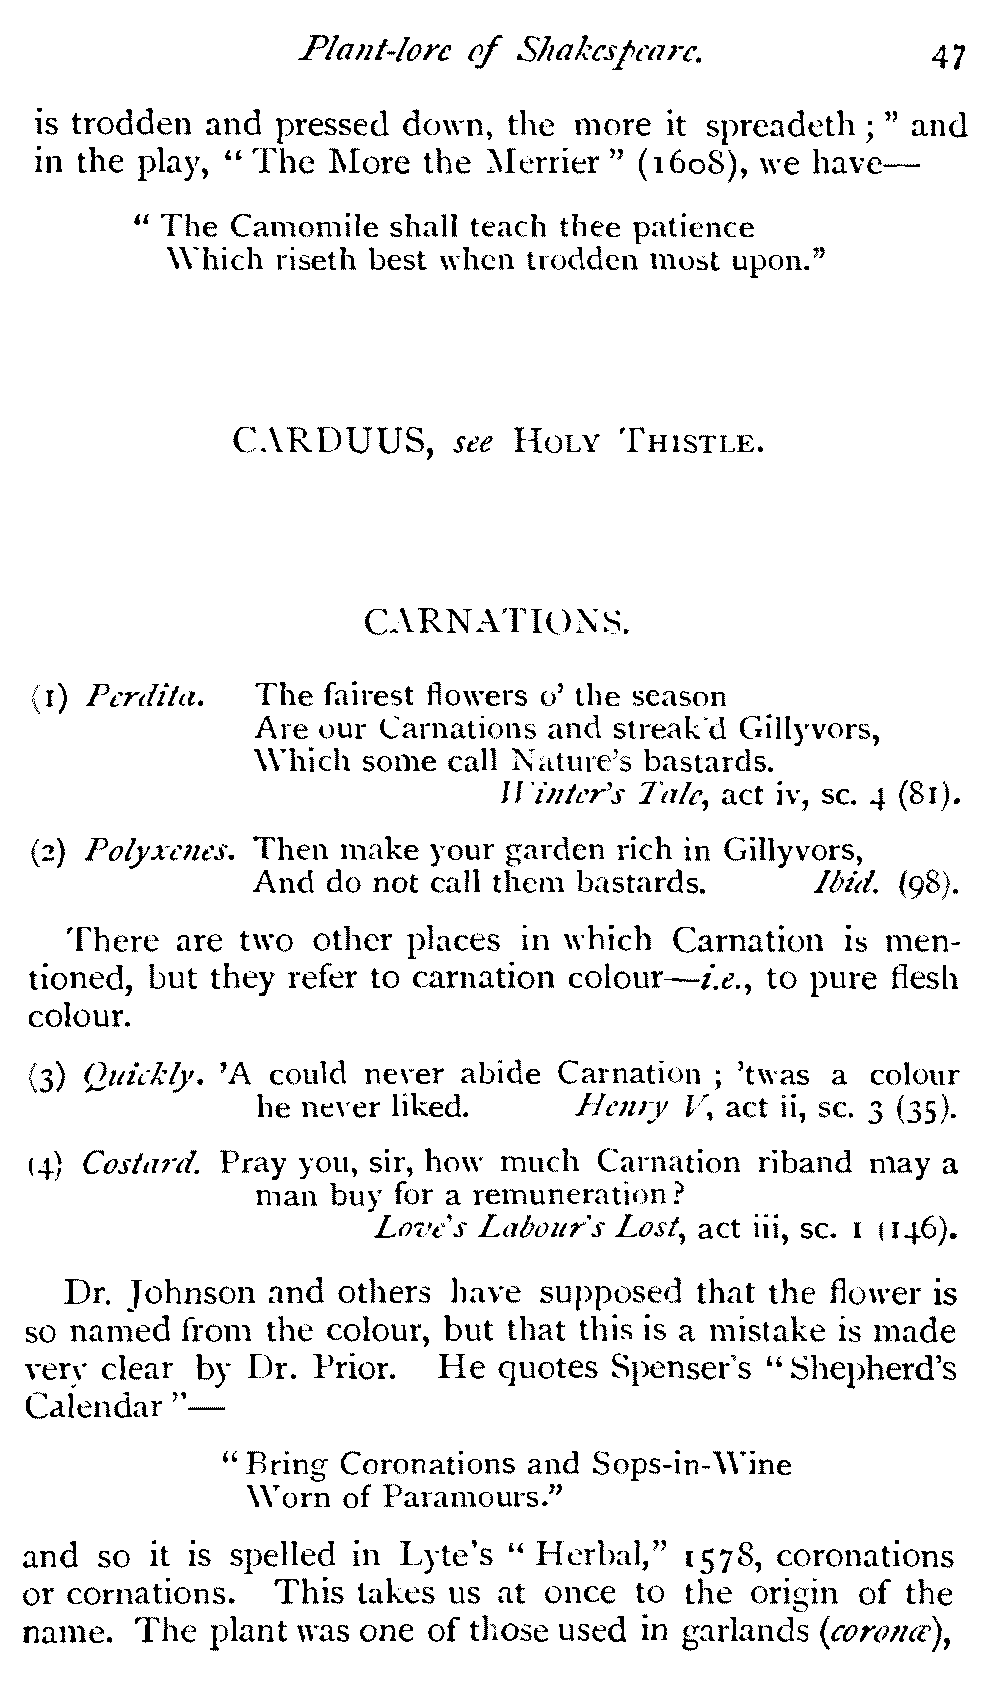 Plant-lore of Shakespeare. 47
is trodden and pressed down, the more it spreadeth ; ” and
in the play, “ The More the Merrier ” (1608), we have—
“ The Camomile shall teach thee patience
Which riseth best when trodden most upon.”
CARDUUS, see HOLY THISTLE.
CARNATIONS.
(1) Perdita. The fairest flowers o’ the season
Are our Carnations and streak’d Gillyvors,
Which some call Nature’s bastards.
Winter’s Tale, act iv, sc. 4 (81).
(2) Polyxenes. Then make your garden rich in Gillyvors,
And do not call them bastards. Ibid. (98).
There are two other places in which Carnation is men-
tioned, but they refer to carnation colour—i.e., to pure flesh
colour.
(3) Quickly. ’A could never abide Carnation ; ’twas a colour
he never liked. Henry V, act ii, sc. 3 (35).
(4) Costard. Pray you, sir, how much Carnation riband may a
man buy for a remuneration ?
Love’s Labour’s Lost, act iii, sc. 1 (146).
Dr. Johnson and others have supposed that the flower is
so named from the colour, but that this is a mistake is made
very clear by Dr. Prior. He quotes Spenser’s “ Shepherd’s
Calendar ”—
“ Bring Coronations and Sops-in-Wine
Worn of Paramours.”
and so it is spelled in Lyte’s “ Herbal,” 1578, coronations
or cornations. This takes us at once to the origin of the
name. The plant was one of those used in garlands (coronæ),